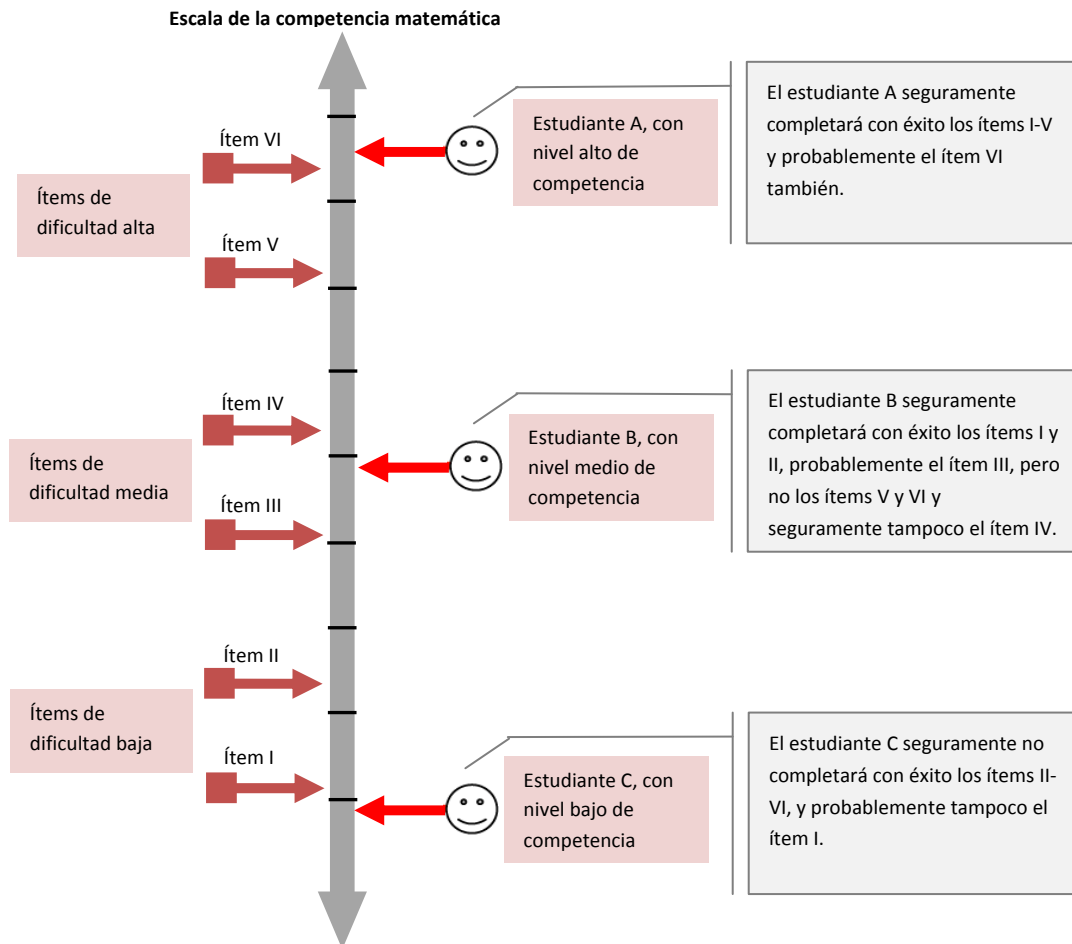 Escala de la competencia matemática
Ítem VI
Ítems de
dificultad alta
Ítem V
Estudiante A, con
nivel alto de
competencia
El estudiante A seguramente
completará con éxito los ítems I-V
y probablemente el ítem VI
también.
Ítem IV
Ítems de
dificultad media
Ítem III
Estudiante B, con
nivel medio de
competencia
El estudiante B seguramente
completará con éxito los ítems I y
II, probablemente el ítem III, pero
no los ítems V y VI y
seguramente tampoco el ítem IV.
Ítem II
Ítems de
dificultad baja
Ítem I
Estudiante C, con
nivel bajo de
competencia
El estudiante C seguramente no
completará con éxito los ítems II-
VI, y probablemente tampoco el
ítem I.